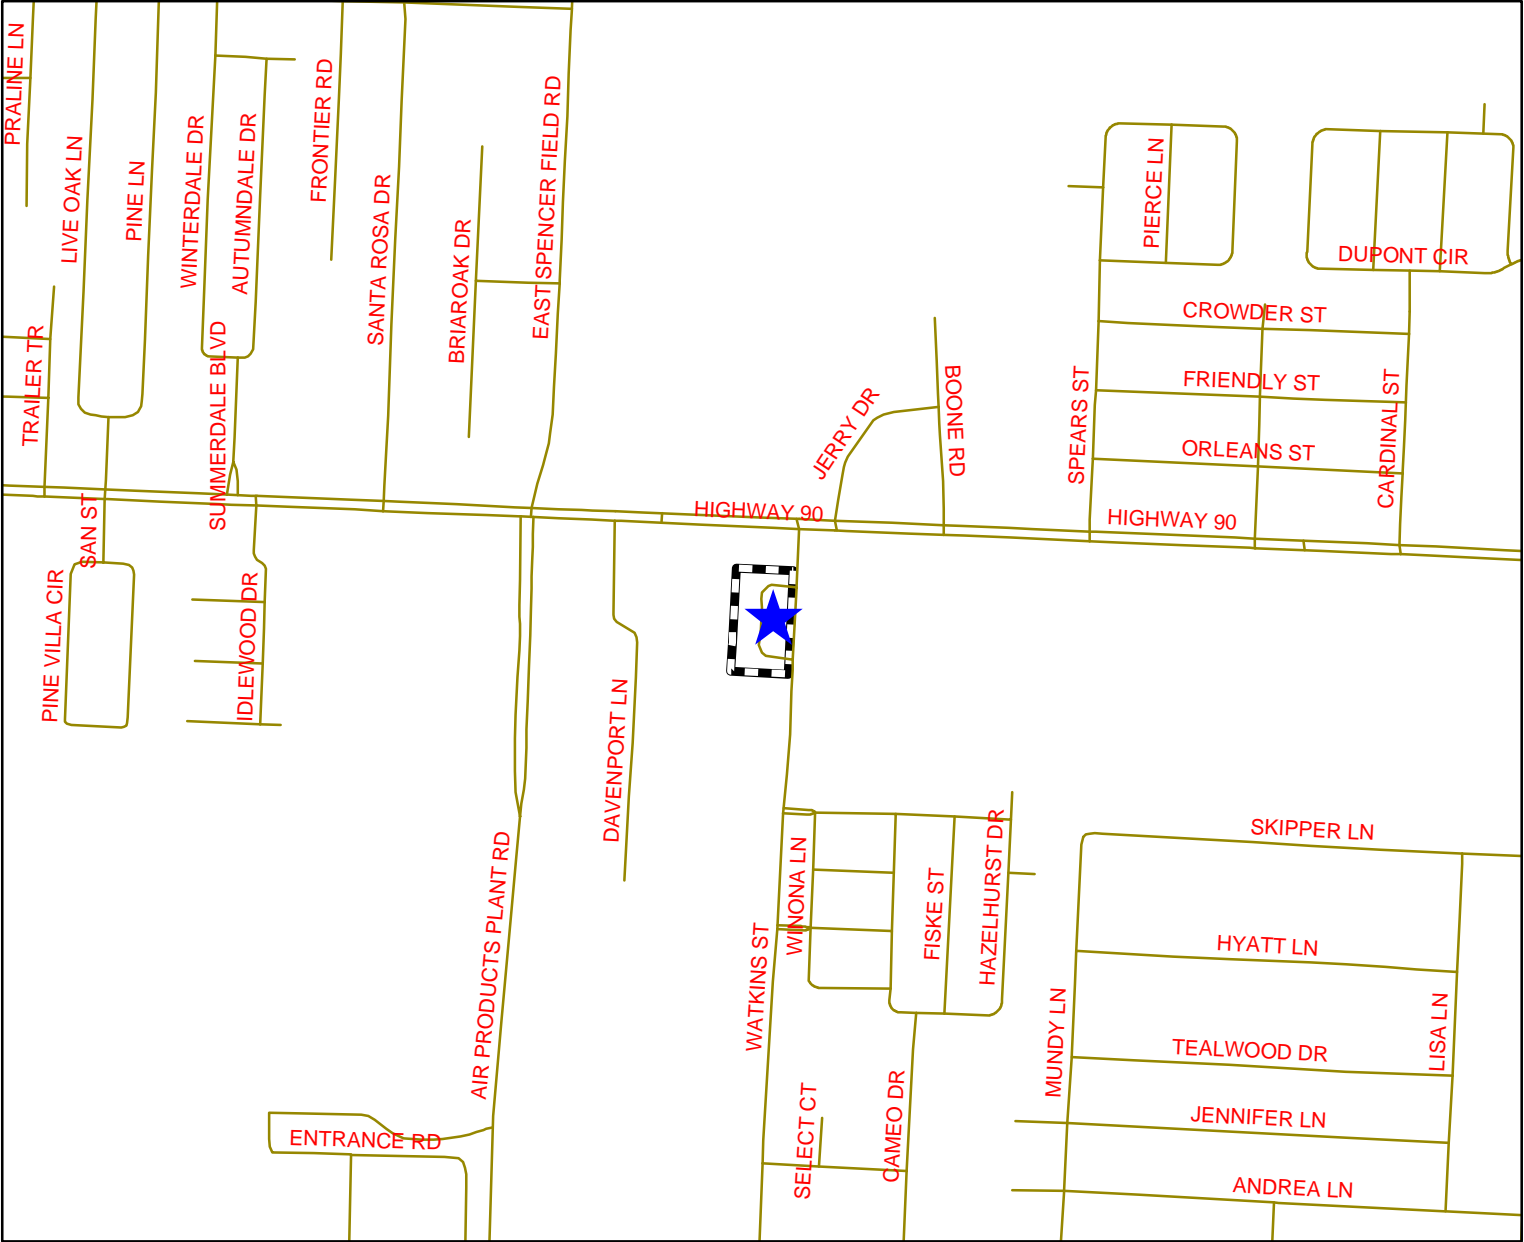 PRALINE LN
LIVE OAK LN
PINE LN
WINTERDALE DR
AUTUMNDALE DR
FRONTIER RD
SANTA ROSA DR
BRIAROAK DR
EAST SPENCER FIELD RD
PIERCE LN
DUPONT CIR
TRAILER TR
SUMMERDALE BLVD
CROWDER ST
FRIENDLY ST
ORLEANS ST
SPEARS ST
CARDINAL ST
JERRY DR
BOONE RD
SAN ST
HIGHWAY 90
HIGHWAY 90
PINE VILLA CIR
IDLEWOOD DR
DAVENPORT LN
AIR PRODUCTS PLANT RD
WINONA LN
FISKE ST
HAZELHURST DR
SKIPPER LN
WATKINS ST
HYATT LN
MUNDY LN
LISA LN
TEALWOOD DR
SELECT CT
CAMEO DR
JENNIFER LN
ENTRANCE RD
ANDREA LN